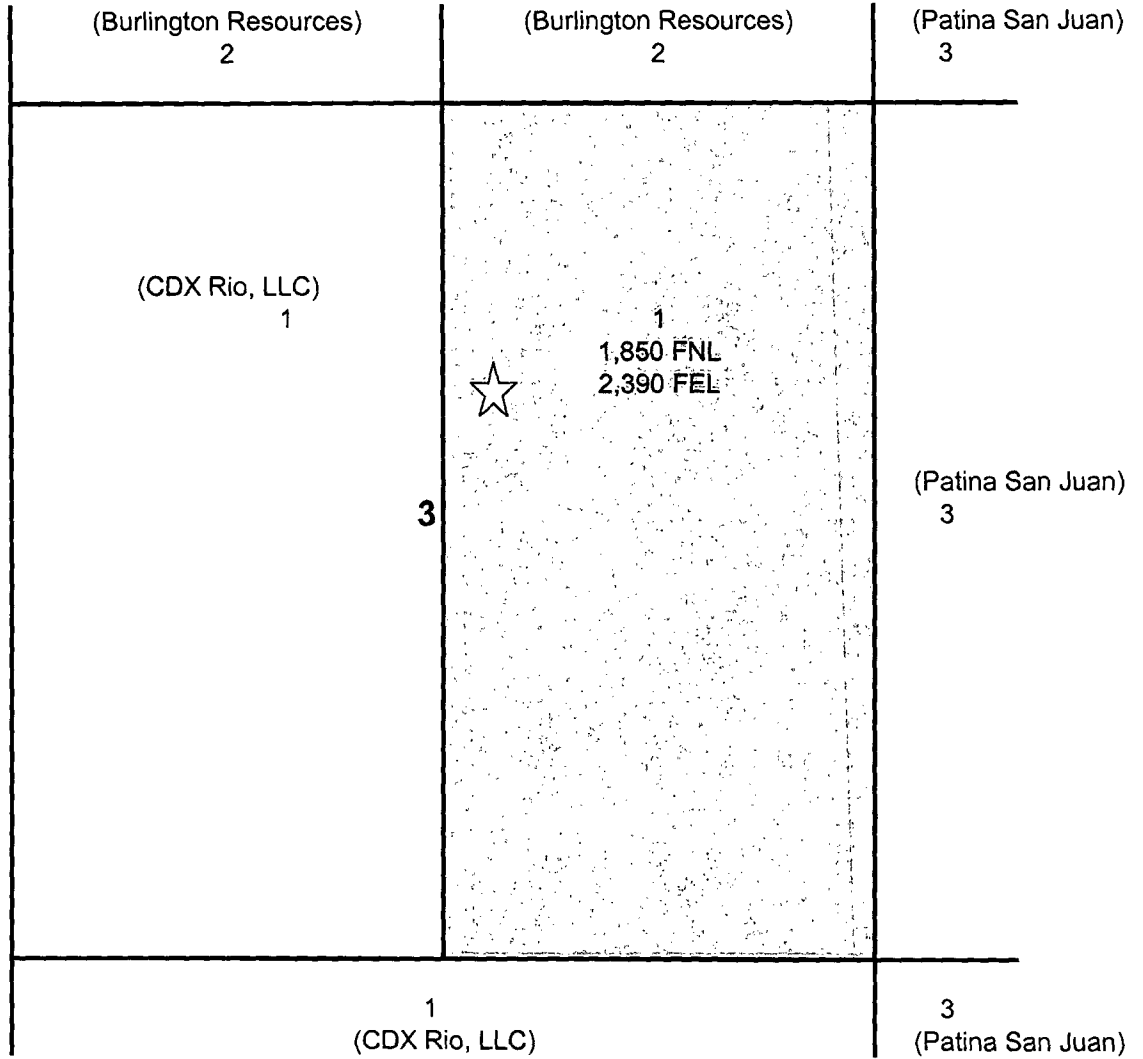 (Burlington Resources)
2
(Burlington Resources)
2
(Patina San Juan)
3
(CDX Rio, LLC)
1
1
1,850 FNL
2,390 FEL
3
(Patina San Juan)
3
1
(CDX Rio, LLC)
3
(Patina San Juan)